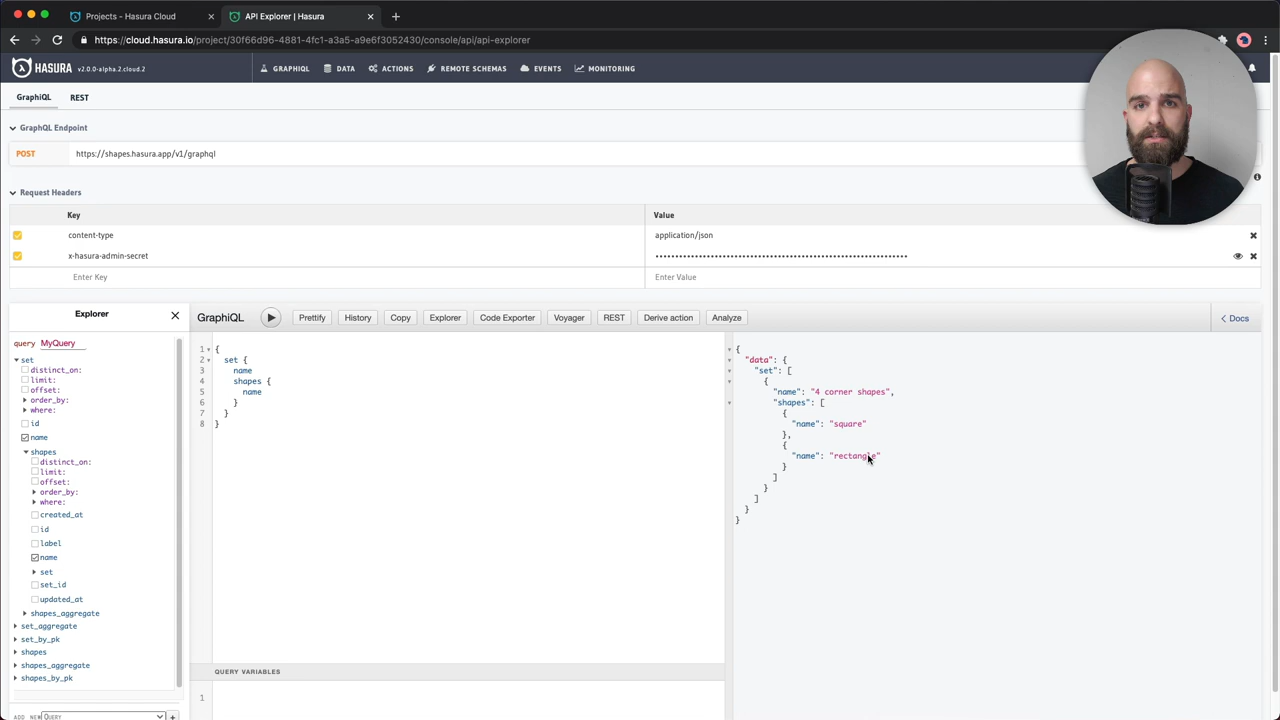 Projects - Hasura Cloud
API Explorer | Hasura
https://cloud.hasura.io/project/30f66d96-4881-4fc1-a3a5-a9e6f3052430/console/api/api-explorer
HASURA v2.0.0-alpha.2.cloud.2
GRAPHIQL DATA ACTIONS REMOTE SCHEMAS EVENTS MONITORING
GraphiQL REST
GraphQL Endpoint
POST https://shapes.hasura.app/v1/graphql
Request Headers
Key Value
content-type application/json
x-hasura-admin-secret ••••••••••••••••••••••••••••••••••••••••••••••••••••••••••••••••
Enter Key Enter Value
Explorer
GraphiQL Prettify History Copy Explorer Code Exporter Voyager REST Derive action Analyze < Docs
query MyQuery
set
distinct_on:
limit:
offset:
order_by:
where:
id
name
shapes
distinct_on:
limit:
offset:
order_by:
where:
created_at
id
label
name
set
set_id
updated_at
shapes_aggregate
set_aggregate
set_by_pk
shapes
shapes_aggregate
shapes_by_pk
ADD NEW Query +
1 {
2 set {
3 name
4 shapes {
5 name
6 }
7 }
8 }
QUERY VARIABLES
1
{
"data": {
"set": [
{
"name": "4 corner shapes",
"shapes": [
{
"name": "square"
},
{
"name": "rectangle"
}
]
}
]
}
}